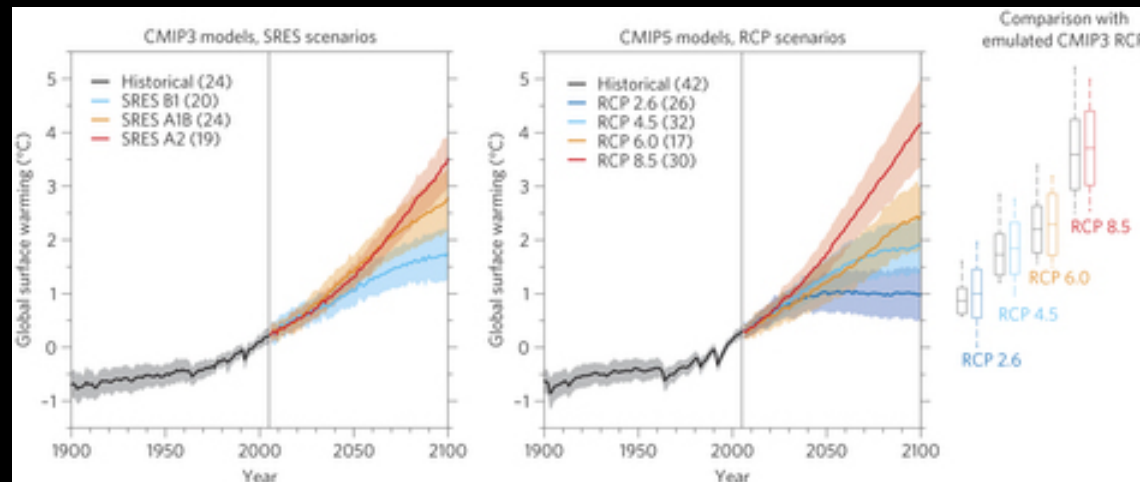 CMIP3 models, SRES scenarios
Global surface warming (°C)
5
4
3
2
1
0
–1
Historical (24)
SRES B1 (20)
SRES A1B (24)
SRES A2 (19)
1900
1950
2000
2050
2100
Year
CMIP5 models, RCP scenarios
Global surface warming (°C)
5
4
3
2
1
0
–1
Historical (42)
RCP 2.6 (26)
RCP 4.5 (32)
RCP 6.0 (17)
RCP 8.5 (30)
1900
1950
2000
2050
2100
Year
Comparison with
emulated CMIP3 RCP
RCP 8.5
RCP 6.0
RCP 4.5
RCP 2.6